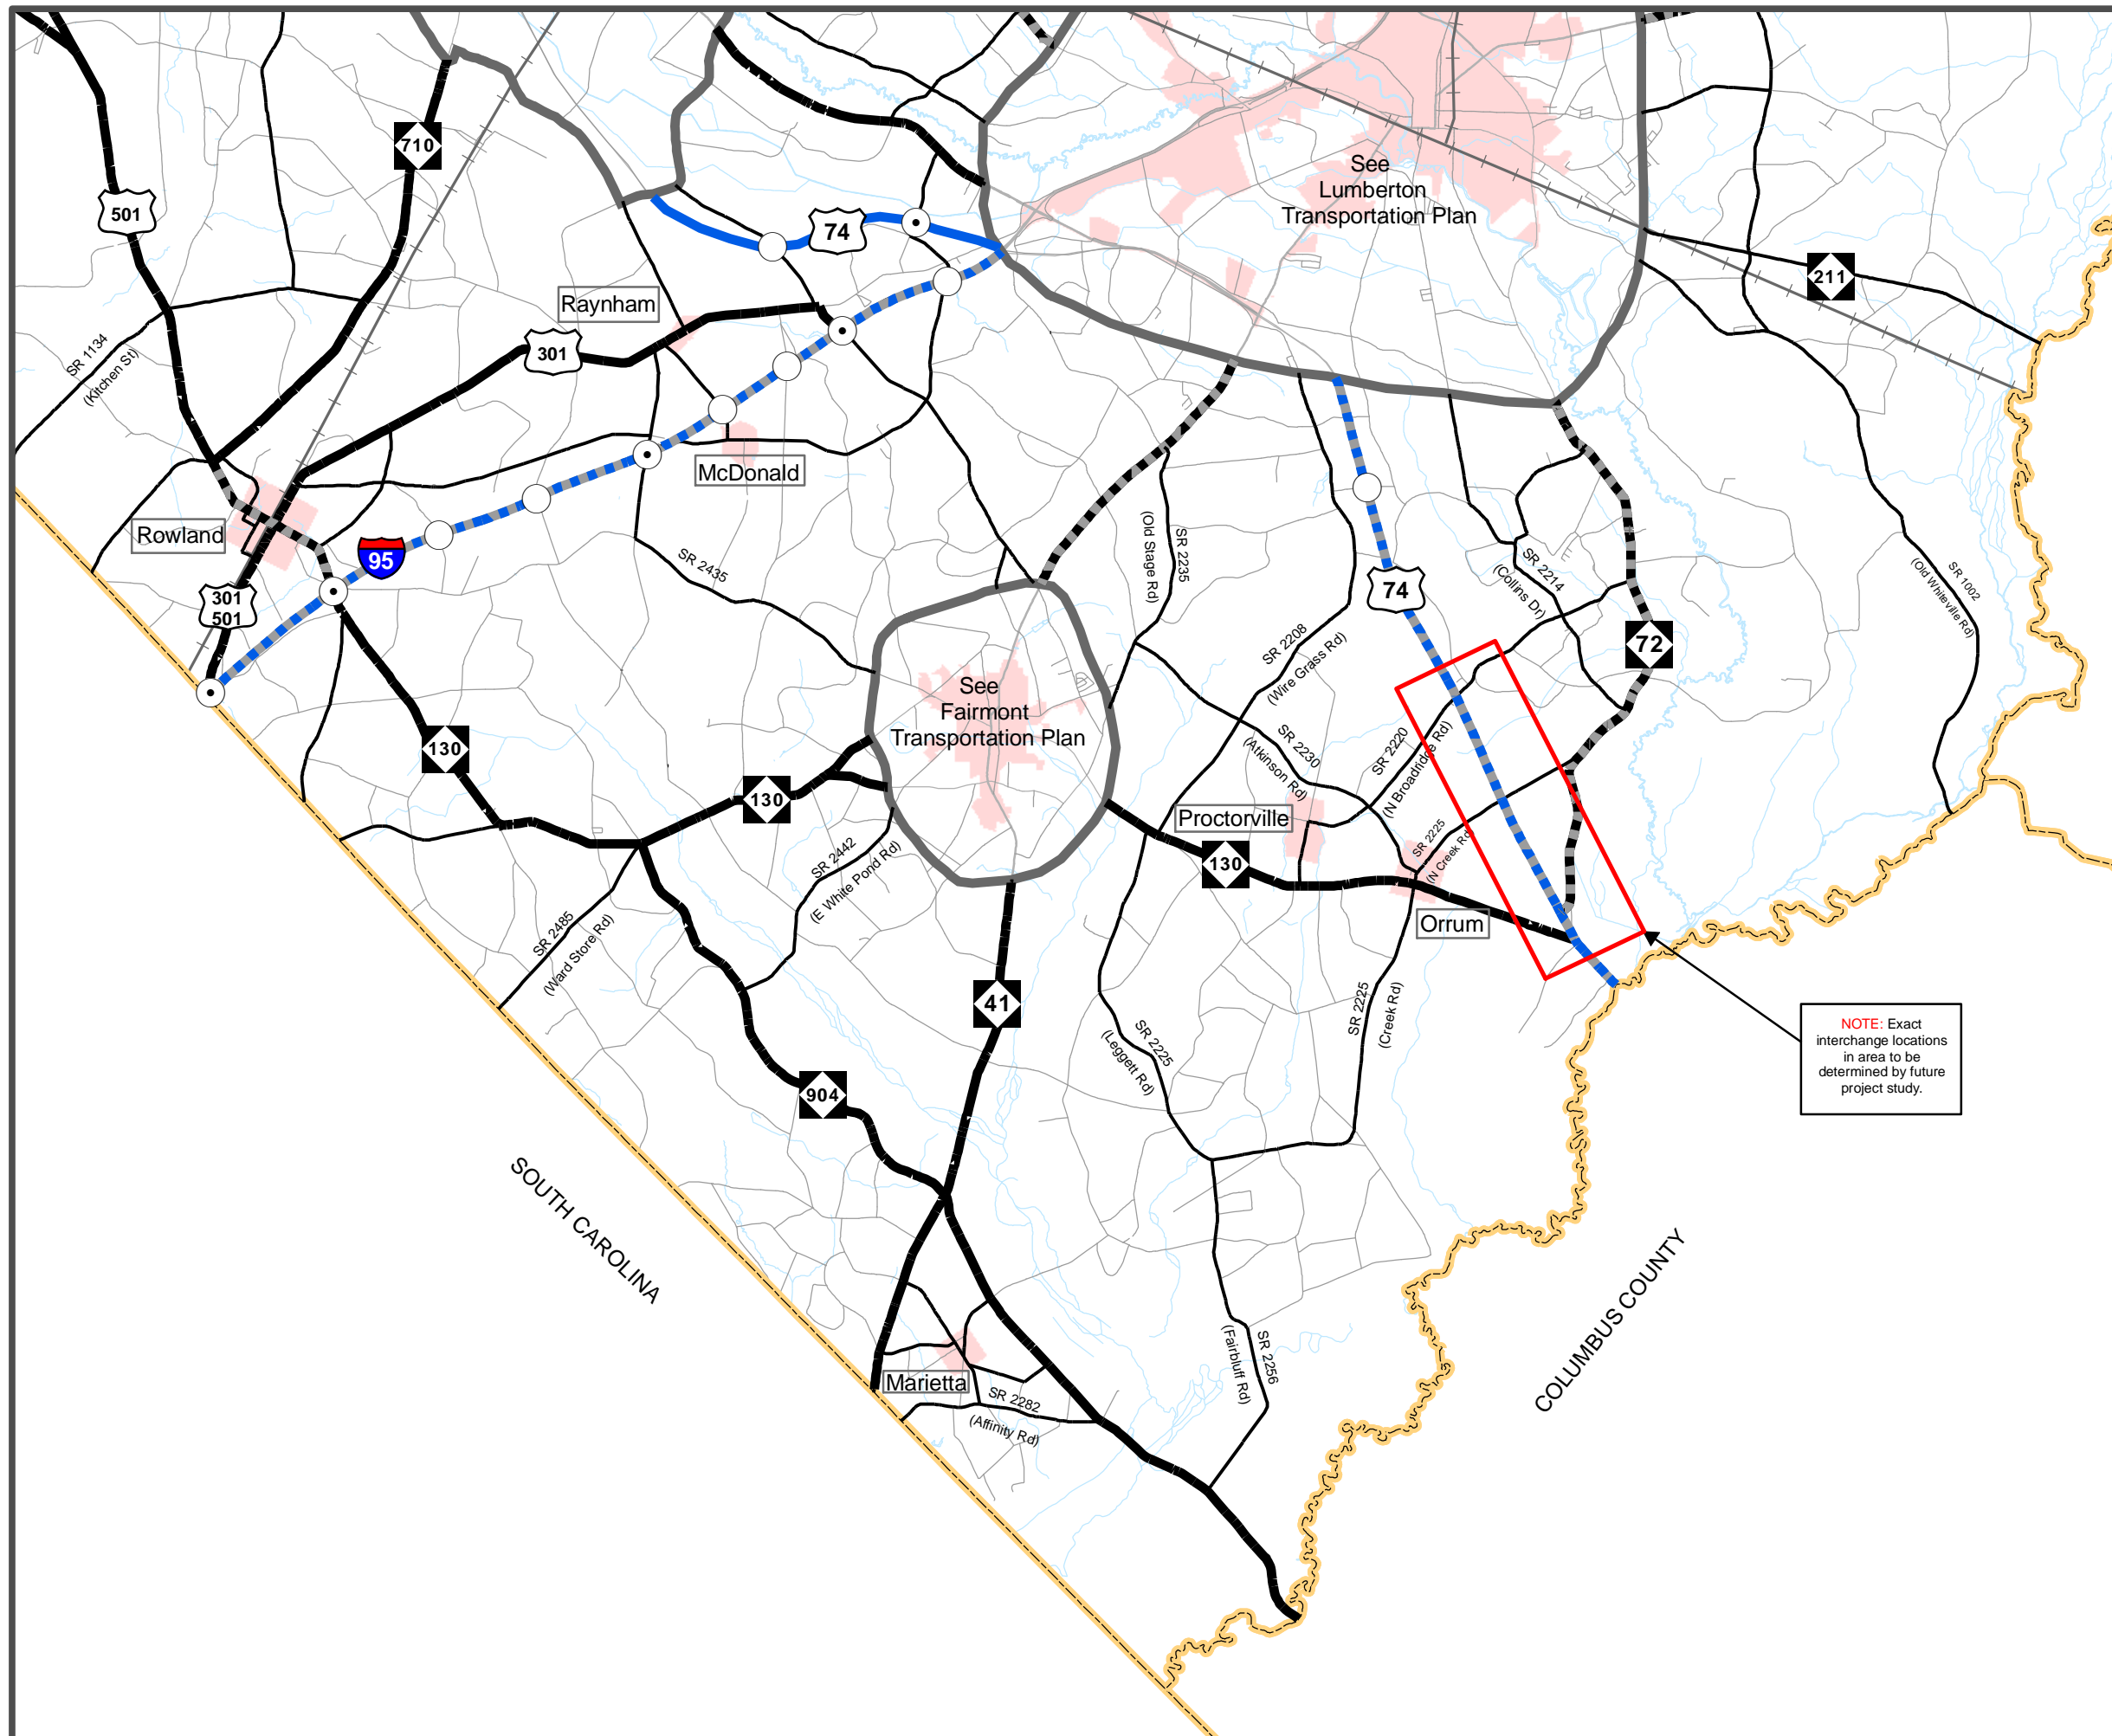 See
Lumberton
Transportation Plan
710
501
74
211
Raynham
301
SR 1134
(Kitchen St)
McDonald
Rowland
95
SR 2435
301
501
SR 2235
(Old Stage Rd)
74
SR 2214
(Collins Dr)
SR 1002
(Old Whiteville Rd)
72
SR 2208
(Wire Grass Rd)
See
Fairmont
Transportation Plan
130
130
SR 2230
(Atkinson Rd)
SR 2220
(N Broadridge Rd)
Proctorville
130
SR 2225
(N Creek Rd)
SR 2442
(E White Pond Rd)
Orrum
SR 2485
(Ward Store Rd)
41
SR 2225
(Creek Rd)
SR 2225
(Leggett Rd)
NOTE: Exact
interchange locations
in area to be
determined by future
project study.
904
SOUTH CAROLINA
COLUMBUS COUNTY
SR 2256
(Fairbluff Rd)
Marietta
SR 2282
(Affinity Rd)